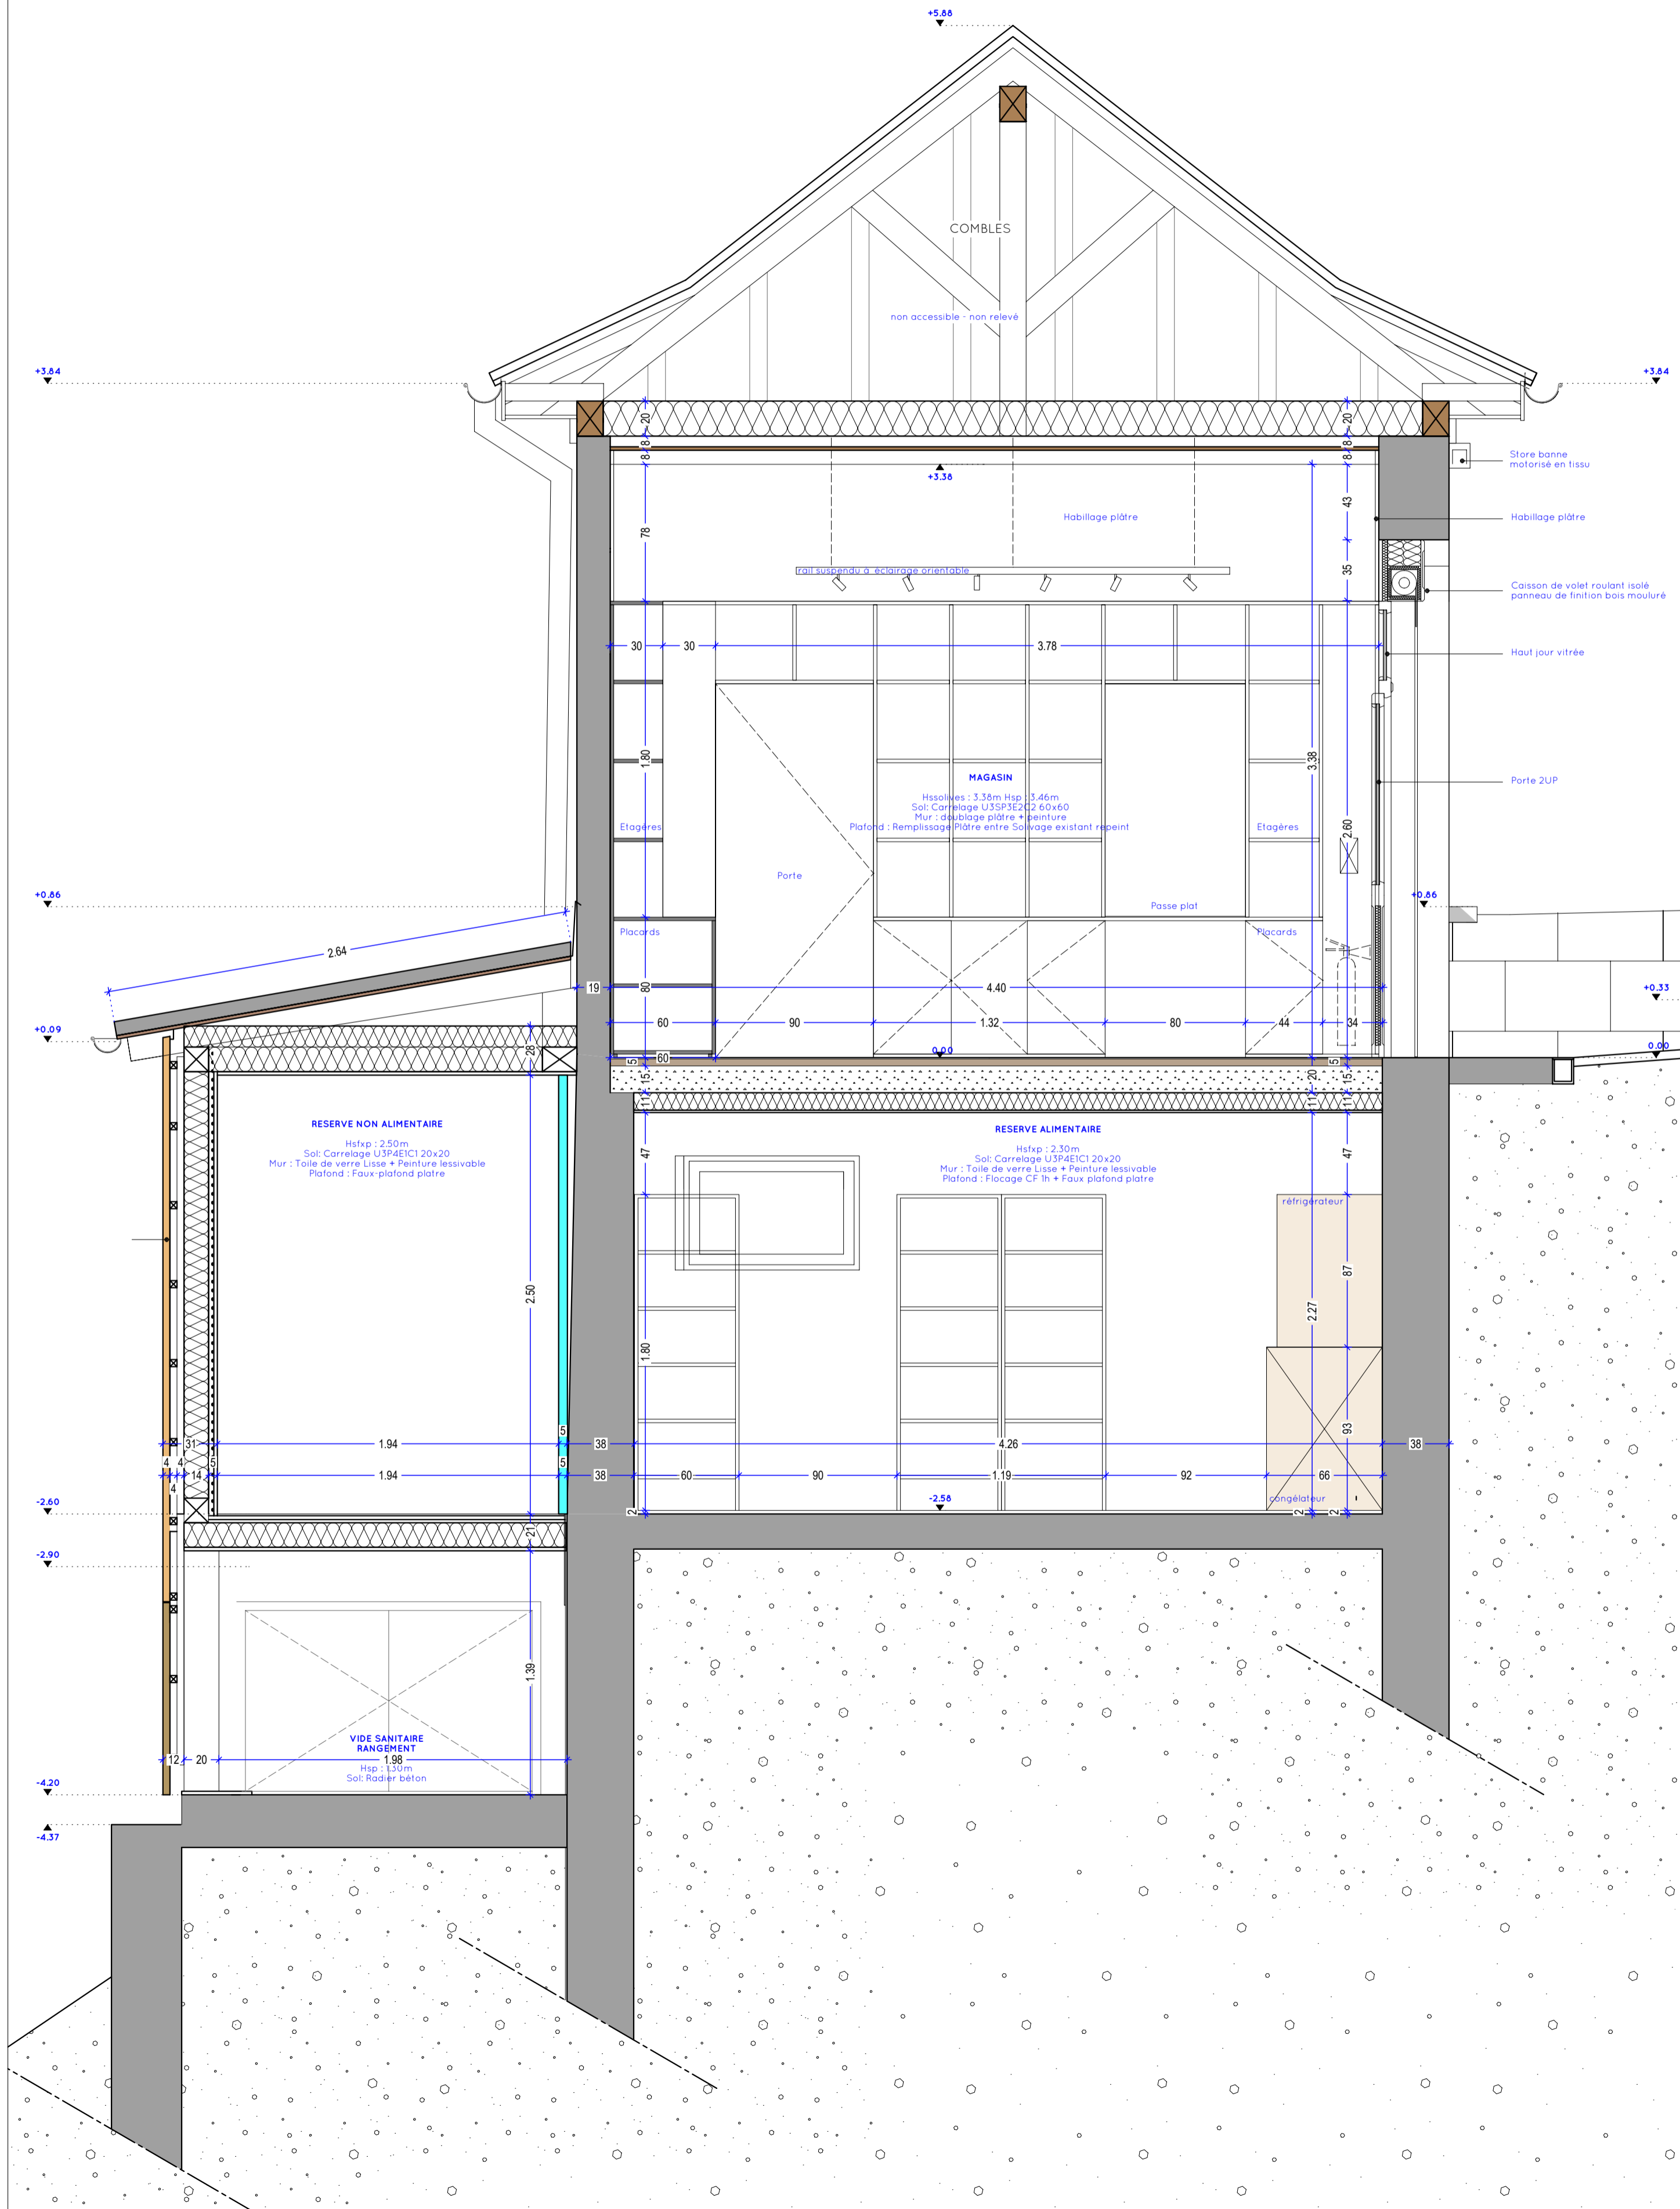 +5.88
COMBLES
non accessible - non relevé
+3.84
+3.84
20
20
8
8
8
8
Store banne
motorisé en tissu
+3.38
43
Habillage plâtre
Habillage plâtre
78
rail suspendu à éclairage orientable
35
Caisson de volet roulant isolé
panneau de finition bois mouluré
30
30
3.78
Haut jour vitrée
1.80
3.38
MAGASIN
Porte 2UP
Hssolives : 3.38m Hsp : 3.46m
Sol: Carrelage U3SP3E2C2 60x60
Mur : doublage plâtre + peinture
Plafond : Remplissage Plâtre entre Solivage existant repeint
Etagères
Etagères
2.60
Porte
+0.86
+0.86
Passe plat
Placards
Placards
2.64
19
80
4.40
+0.33
60
90
1.32
80
44
34
+0.09
0.00
0.00
28
60
5
5
15
20
15
11
11
11
RESERVE NON ALIMENTAIRE
Hsfxp : 2.50m
Sol: Carrelage U3P4E1C1 20x20
Mur : Toile de verre Lisse + Peinture lessivable
Plafond : Faux-plafond platre
RESERVE ALIMENTAIRE
Hsfxp : 2.30m
Sol: Carrelage U3P4E1C1 20x20
Mur : Toile de verre Lisse + Peinture lessivable
Plafond : Flocage CF 1h + Faux plafond platre
47
47
réfrigérateur
87
2.50
2.27
1.80
93
5
31
1.94
38
4.26
38
4
4
5
14
1.94
5
38
60
90
1.19
92
66
4
-2.60
-2.58
congélateur
2
2
2
21
-2.90
1.39
VIDE SANITAIRE
RANGEMENT
12
20
1.98
Hsp : 1.30m
Sol: Radier béton
-4.20
-4.37